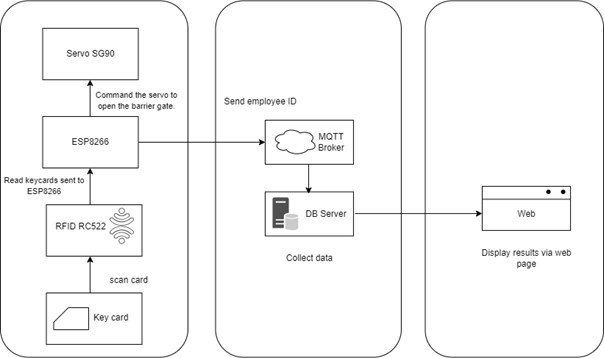 Servo SG90
Command the servo to
open the barrier gate.
ESP8266
Read keycards sent to
ESP8266
RFID RC522
scan card
Key card
Send employee ID
MQTT
Broker
DB Server
Collect data
Web
Display results via web
page